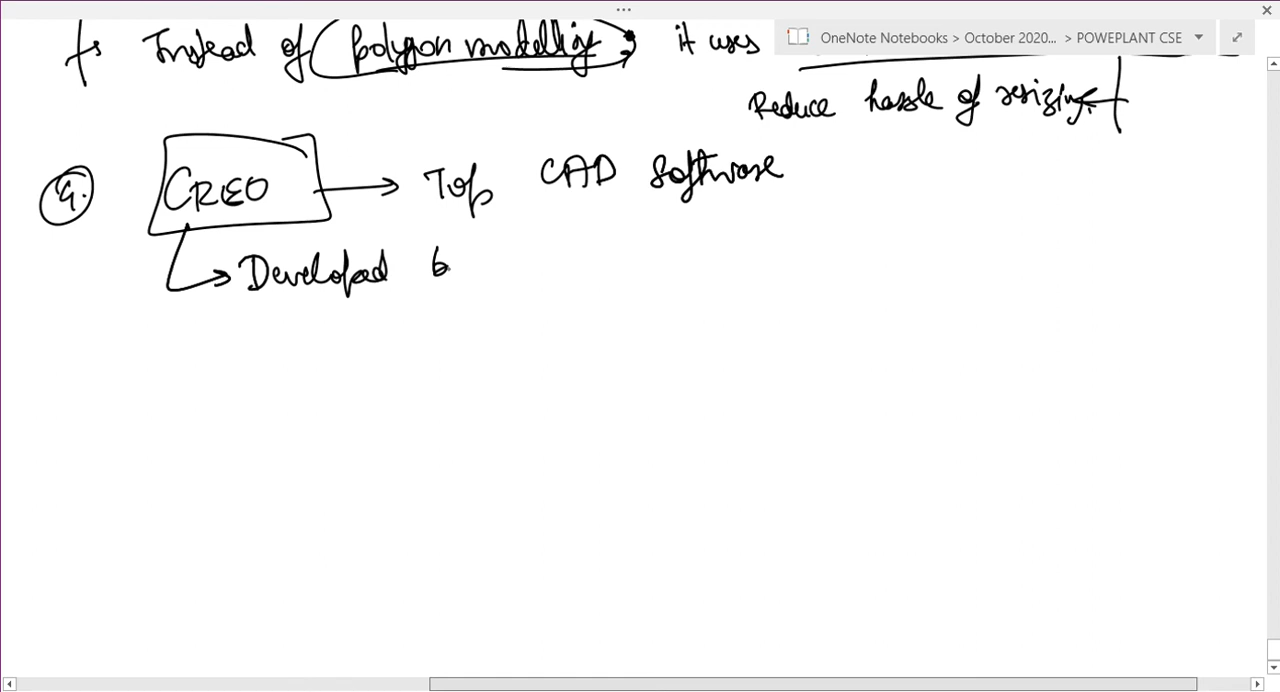 Instead of polygon modelling it uses
OneNote Notebooks > October 2020... > POWEPLANT CSE
Reduce hassle of resizing.
4. CREO → Top CAD Software
Developed b